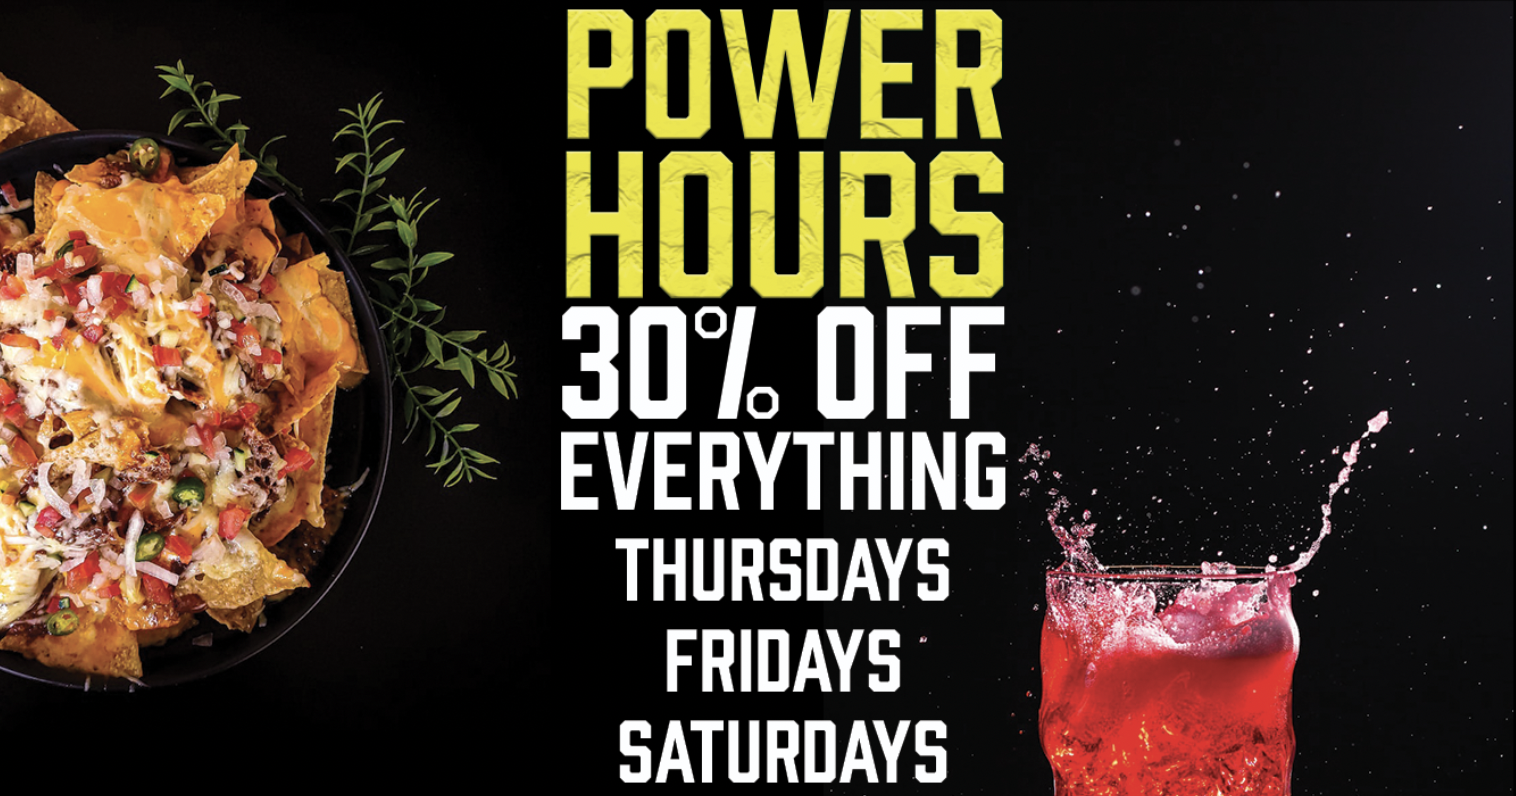 POWER
HOURS
30% OFF
EVERYTHING
THURSDAYS
FRIDAYS
SATURDAYS